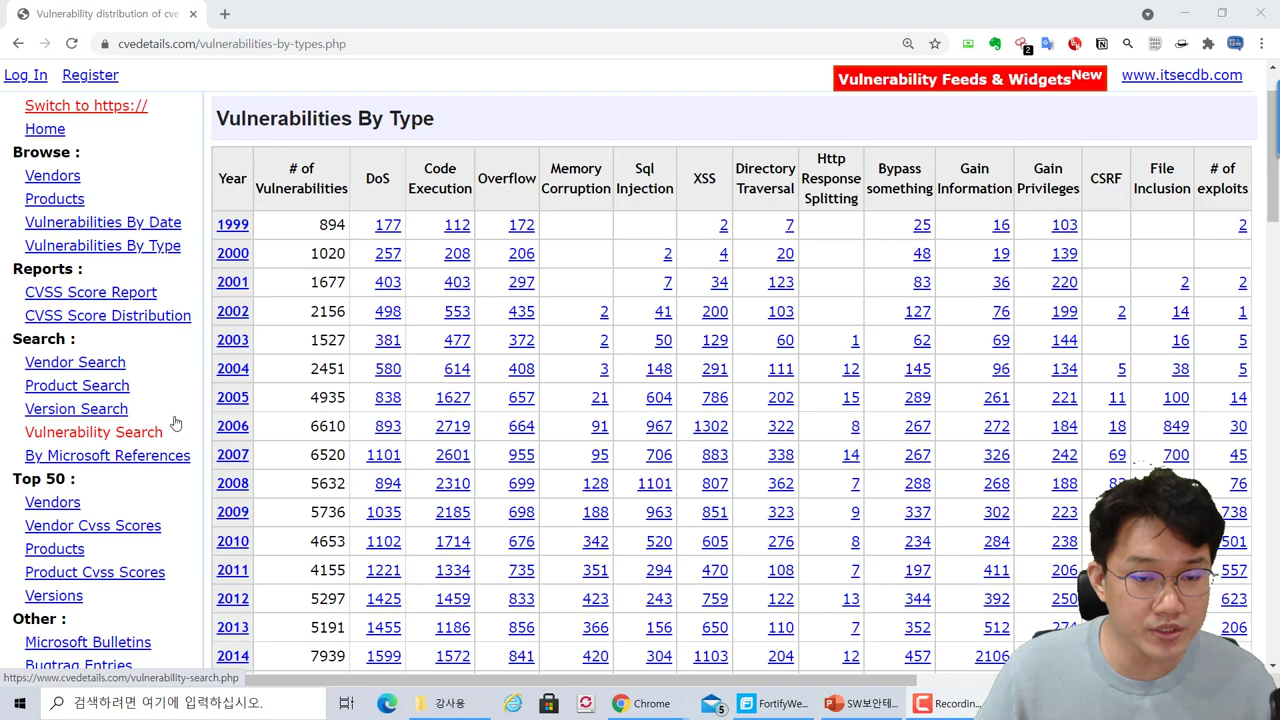 Vulnerability distribution of cve
cvedetails.com/vulnerabilities-by-types.php
2
Log In Register
Vulnerability Feeds & Widgets New
www.itsecdb.com
Switch to https://
Home
Browse :
Vendors
Products
Vulnerabilities By Date
Vulnerabilities By Type
Reports :
CVSS Score Report
CVSS Score Distribution
Search :
Vendor Search
Product Search
Version Search
Vulnerability Search
By Microsoft References
Top 50 :
Vendors
Vendor Cvss Scores
Products
Product Cvss Scores
Versions
Other :
Microsoft Bulletins
Bugtraq Entries
https://www.cvedetails.com/vulnerability-search.php
Vulnerabilities By Type
Year # of Vulnerabilities DoS Code Execution Overflow Memory Corruption Sql Injection XSS Directory Traversal Http Response Splitting Bypass something Gain Information Gain Privileges CSRF File Inclusion # of exploits
1999 894 177 112 172 2 7 25 16 103 2
2000 1020 257 208 206 2 4 20 48 19 139
2001 1677 403 403 297 7 34 123 83 36 220 2 2
2002 2156 498 553 435 2 41 200 103 127 76 199 2 14 1
2003 1527 381 477 372 2 50 129 60 1 62 69 144 16 5
2004 2451 580 614 408 3 148 291 111 12 145 96 134 5 38 5
2005 4935 838 1627 657 21 604 786 202 15 289 261 221 11 100 14
2006 6610 893 2719 664 91 967 1302 322 8 267 272 184 18 849 30
2007 6520 1101 2601 955 95 706 883 338 14 267 326 242 69 700 45
2008 5632 894 2310 699 128 1101 807 362 7 288 268 188 76
2009 5736 1035 2185 698 188 963 851 323 9 337 302 223 738
2010 4653 1102 1714 676 342 520 605 276 8 234 284 238 501
2011 4155 1221 1334 735 351 294 470 108 7 197 411 206 557
2012 5297 1425 1459 833 423 243 759 122 13 344 392 250 623
2013 5191 1455 1186 856 366 156 650 110 7 352 512 206
2014 7939 1599 1572 841 420 304 1103 204 12 457 2106
검색하려면 여기에 입력하십시오.
강사용
Chrome
5
FortifyWe...
SW보안테...
Recordin...